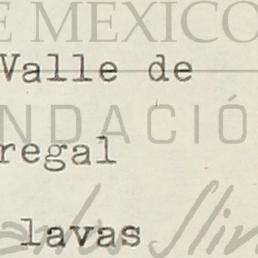 E MEXICO
Valle de
NDACIÓ
regal
lavas